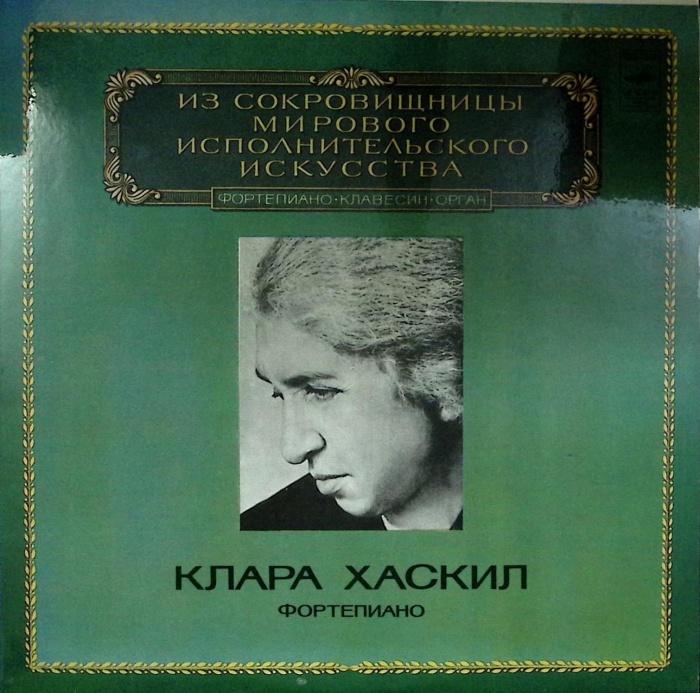 ИЗ СОКРОВИЩНИЦЫ
МИРОВОГО
ИСПОЛНИТЕЛЬСКОГО
ИСКУССТВА
ФОРТЕПИАНО·КЛАВЕСИН·ОРГАН
КЛАРА ХАСКИЛ
ФОРТЕПИАНО